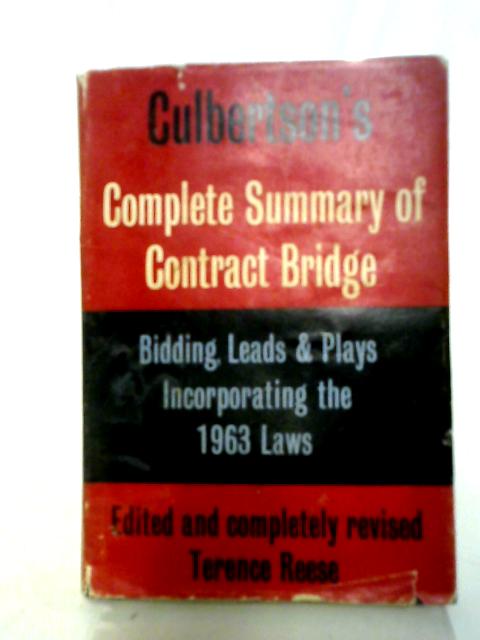 Culbertson's
Complete Summary of
Contract Bridge
Bidding, Leads & Plays
Incorporating the
1963 Laws
Edited and completely revised
Terence Reese